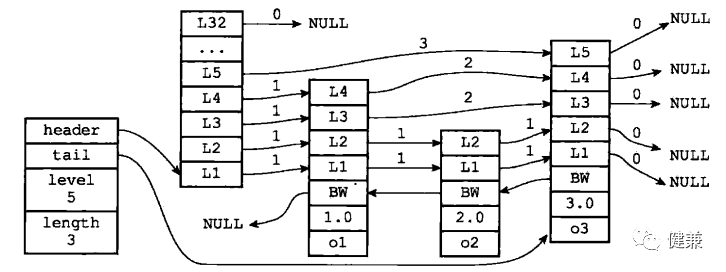 header
tail
level
5
length
3
L32
...
L5
L4
L3
L2
L1
0
NULL
3
1
1
1
1
L4
L3
L2
L1
BW
1.0
o1
NULL
2
2
1
1
L2
L1
BW
2.0
o2
1
1
L5
L4
L3
L2
L1
BW
3.0
o3
0
NULL
0
NULL
0
NULL
0
NULL
0
NULL
健兼